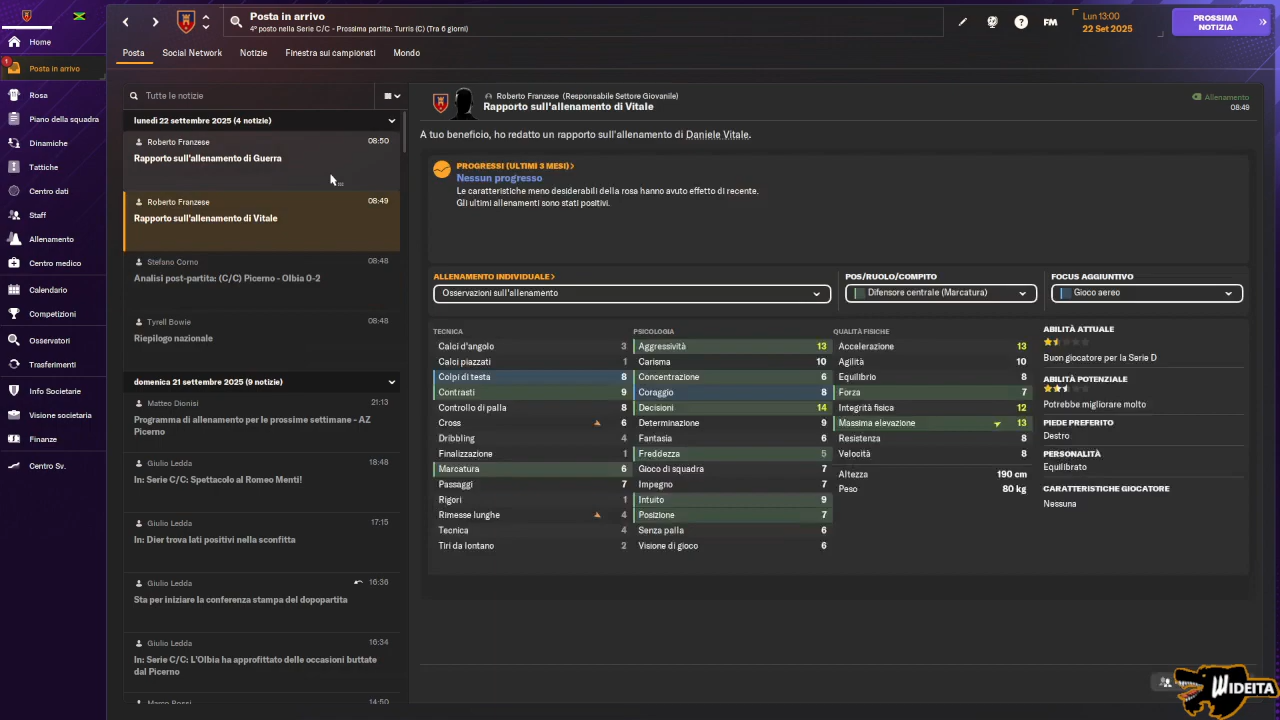 Posta in arrivo
4° posto nella Serie C/C - Prossima partita: Turris (C) (Tra 6 giorni)
FM
Lun 13:00
22 Set 2025
PROSSIMA
NOTIZIA
Posta
Social Network
Notizie
Finestra sui campionati
Mondo
Home
1
Posta in arrivo
Rosa
Piano della squadra
Dinamiche
Tattiche
Centro dati
Staff
Allenamento
Centro medico
Calendario
Competizioni
Osservatori
Trasferimenti
Info Societarie
Visione societaria
Finanze
Centro Sv.
Tutte le notizie
lunedì 22 settembre 2025 (4 notizie)
Roberto Franzese 08:50
Rapporto sull'allenamento di Guerra
Roberto Franzese 08:49
Rapporto sull'allenamento di Vitale
Stefano Corno 08:48
Analisi post-partita: (C/C) Picerno - Olbia 0-2
Tyrell Bowie 08:48
Riepilogo nazionale
domenica 21 settembre 2025 (9 notizie)
Matteo Dionisi 21:13
Programma di allenamento per le prossime settimane - AZ
Picerno
Giulio Ledda 18:48
In: Serie C/C: Spettacolo al Romeo Menti!
Giulio Ledda 17:15
In: Dier trova lati positivi nella sconfitta
Giulio Ledda 16:36
Sta per iniziare la conferenza stampa del dopopartita
Giulio Ledda 16:34
In: Serie C/C: L'Olbia ha approfittato delle occasioni buttate
dal Picerno
Marco Rossi 14:50
Roberto Franzese (Responsabile Settore Giovanile)
Rapporto sull'allenamento di Vitale
Allenamento
08:49
A tuo beneficio, ho redatto un rapporto sull'allenamento di Daniele Vitale.
PROGRESSI (ULTIMI 3 MESI)
Nessun progresso
Le caratteristiche meno desiderabili della rosa hanno avuto effetto di recente.
Gli ultimi allenamenti sono stati positivi.
ALLENAMENTO INDIVIDUALE
Osservazioni sull'allenamento
POS/RUOLO/COMPITO
Difensore centrale (Marcatura)
FOCUS AGGIUNTIVO
Gioco aereo
TECNICA
Calci d'angolo 3
Calci piazzati 1
Colpi di testa 8
Contrasti 9
Controllo di palla 8
Cross 6
Dribbling 4
Finalizzazione 1
Marcatura 6
Passaggi 7
Rigori 1
Rimesse lunghe 4
Tecnica 4
Tiri da lontano 2
PSICOLOGIA
Aggressività 13
Carisma 10
Concentrazione 6
Coraggio 8
Decisioni 14
Determinazione 9
Fantasia 6
Freddezza 5
Gioco di squadra 7
Impegno 7
Intuito 9
Posizione 7
Senza palla 6
Visione di gioco 6
QUALITÀ FISICHE
Accelerazione 13
Agilità 10
Equilibrio 8
Forza 7
Integrità fisica 12
Massima elevazione 13
Resistenza 8
Velocità 8
Altezza 190 cm
Peso 80 kg
ABILITÀ ATTUALE
Buon giocatore per la Serie D
ABILITÀ POTENZIALE
Potrebbe migliorare molto
PIEDE PREFERITO
Destro
PERSONALITÀ
Equilibrato
CARATTERISTICHE GIOCATORE
Nessuna
WIDEITA